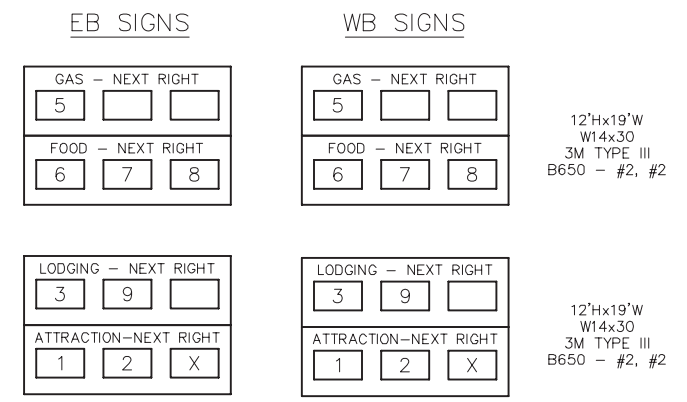 EB SIGNS
WB SIGNS
GAS – NEXT RIGHT
5
FOOD – NEXT RIGHT
6 7 8
GAS – NEXT RIGHT
5
FOOD – NEXT RIGHT
6 7 8
12'Hx19'W
W14x30
3M TYPE III
B650 – #2, #2
LODGING – NEXT RIGHT
3 9
ATTRACTION–NEXT RIGHT
1 2 X
LODGING – NEXT RIGHT
3 9
ATTRACTION–NEXT RIGHT
1 2 X
12'Hx19'W
W14x30
3M TYPE III
B650 – #2, #2